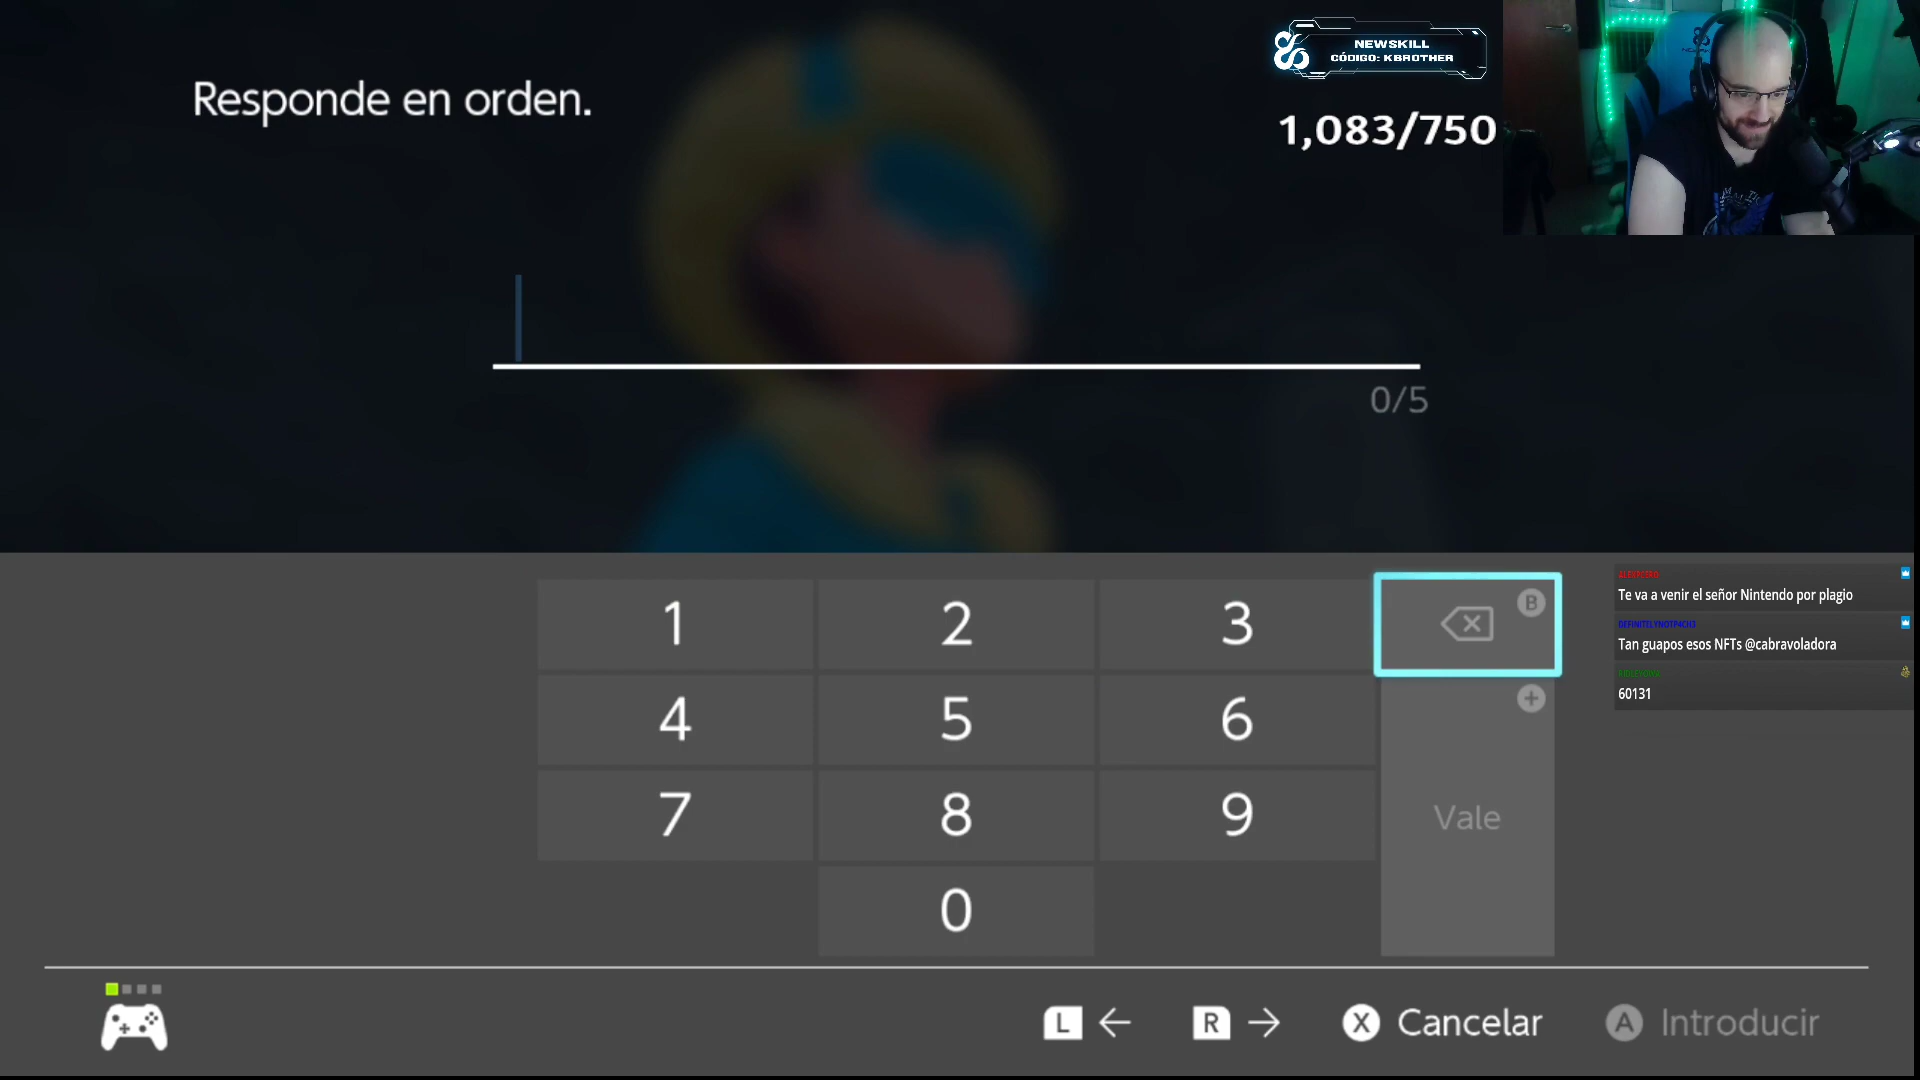 Responde en orden.
NEWSKILL
CÓDIGO: KBROTHER
1,083/750
0/5
1
2
3
B
4
5
6
+
7
8
9
Vale
0
Te va a venir el señor Nintendo por plagio
DEFINITELYNOTP4CH3
Tan guapos esos NFTs @cabravoladora
60131
L ←
R →
X Cancelar
A Introducir